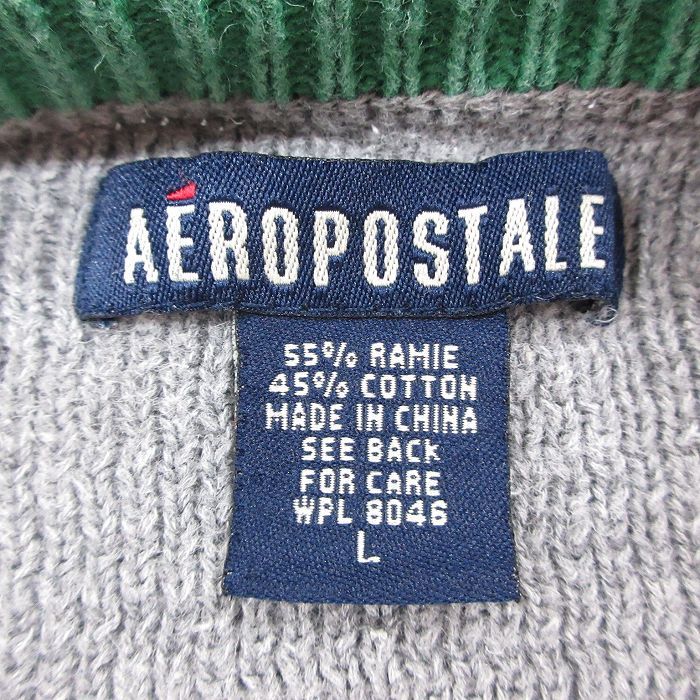 AÉROPOSTALE
55% RAMIE
45% COTTON
MADE IN CHINA
SEE BACK
FOR CARE
WPL 8046
L